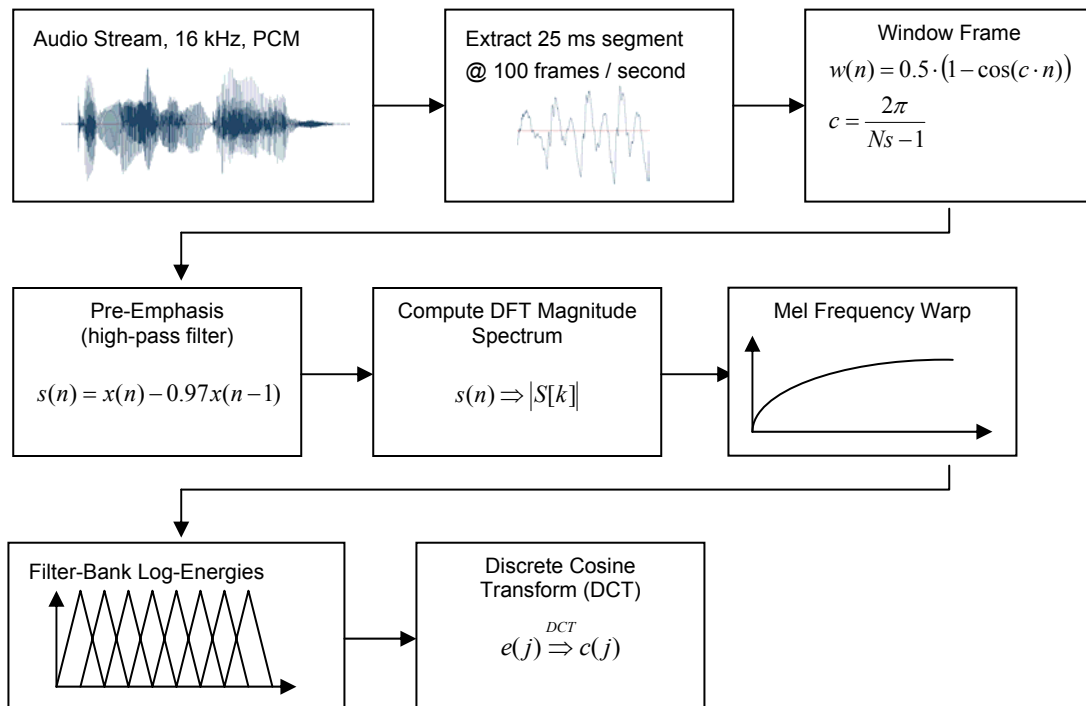 Audio Stream, 16 kHz, PCM
Extract 25 ms segment
@ 100 frames / second
Window Frame
w(n) = 0.5 · (1 − cos(c · n))
c = 2π / (Ns − 1)
Pre-Emphasis
(high-pass filter)
s(n) = x(n) − 0.97x(n − 1)
Compute DFT Magnitude
Spectrum
s(n) ⇒ |S[k]|
Mel Frequency Warp
Filter-Bank Log-Energies
Discrete Cosine
Transform (DCT)
DCT
e(j) ⇒ c(j)